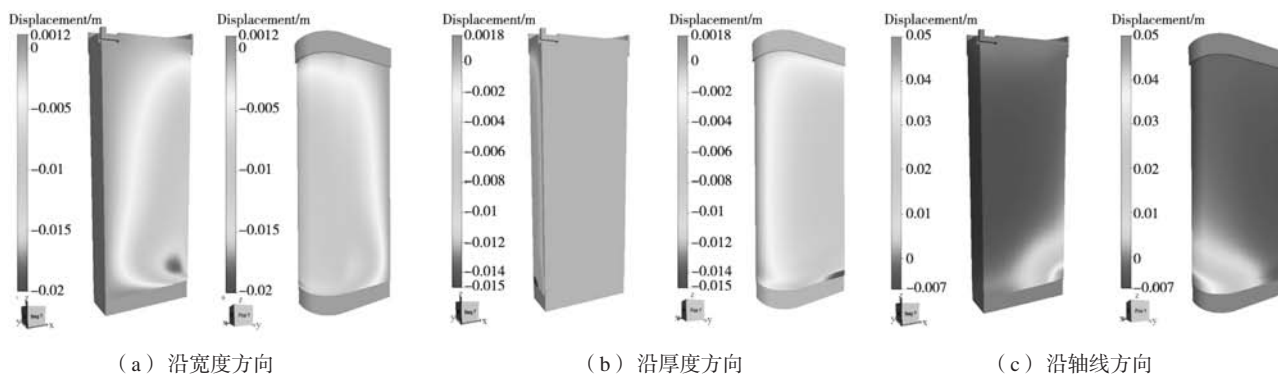 Displacement/m
0.0012
0
−0.005
−0.01
−0.015
−0.02
z
y
x
Displacement/m
0.0012
0
−0.005
−0.01
−0.015
−0.02
z
x
y
（a）沿宽度方向
Displacement/m
0.0018
0
−0.002
−0.004
−0.006
−0.008
−0.01
−0.012
−0.014
−0.015
z
y
x
Displacement/m
0.0018
0
−0.002
−0.004
−0.006
−0.008
−0.01
−0.012
−0.014
−0.015
z
x
y
（b）沿厚度方向
Displacement/m
0.05
0.04
0.03
0.02
0.01
0
−0.007
z
y
x
Displacement/m
0.05
0.04
0.03
0.02
0.01
0
−0.007
z
x
y
（c）沿轴线方向